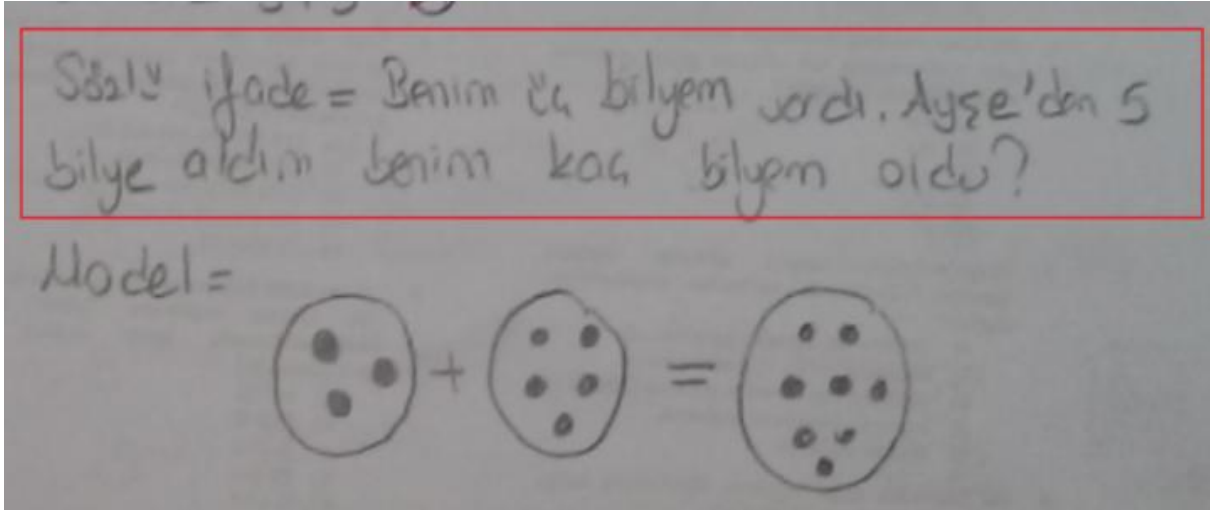 Sözlü ifade = Benim üç bilyem vardı. Ayşe'den 5
bilye aldım benim kaç bilyem oldu?
Model =
+ =